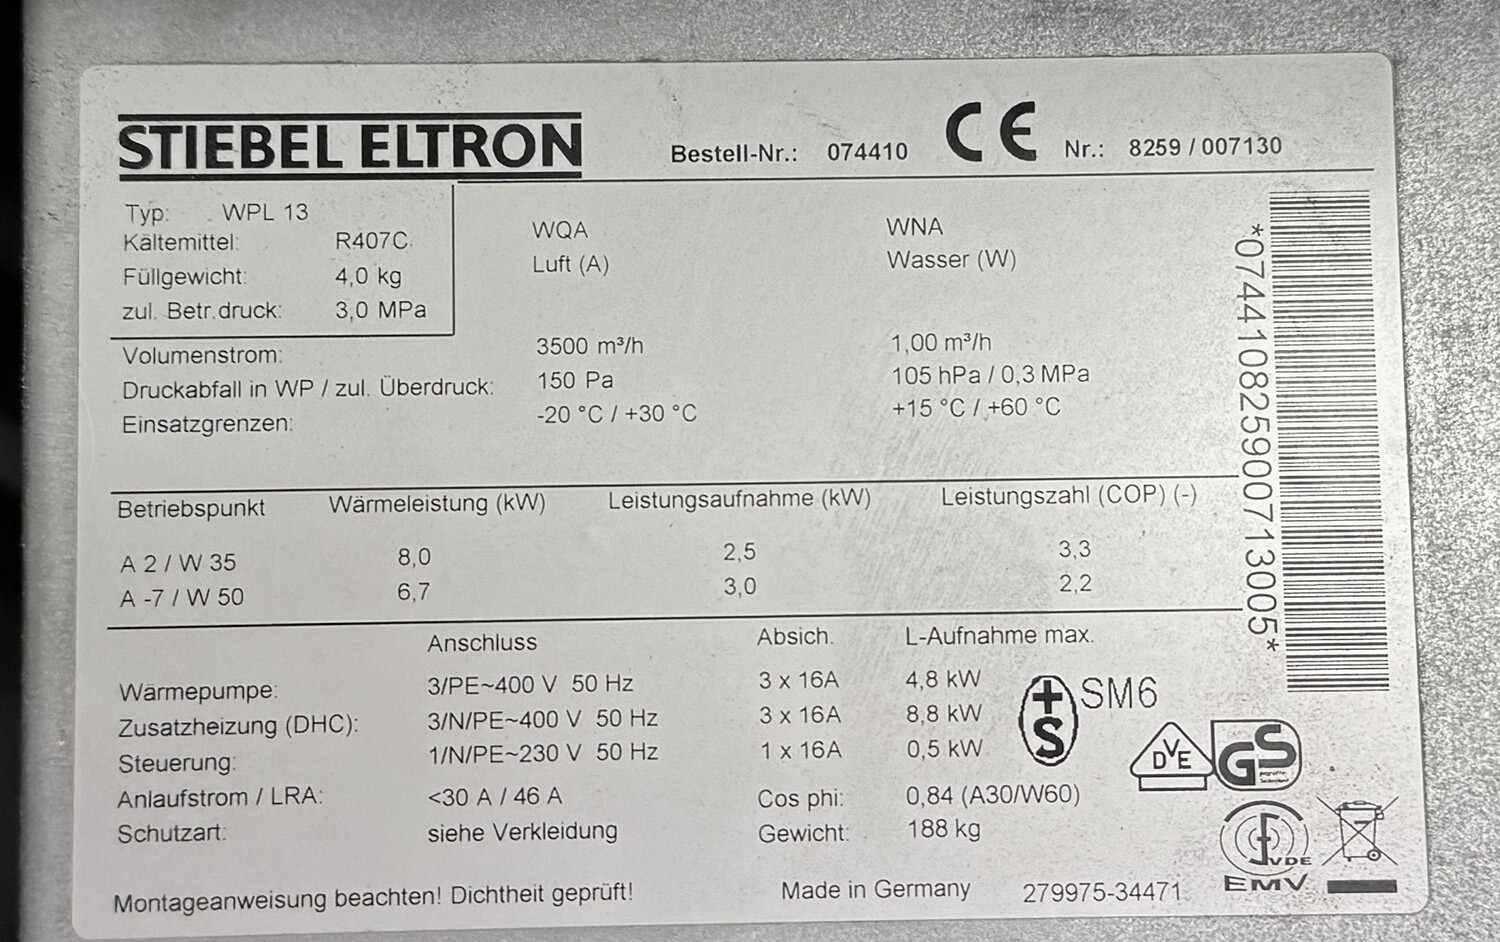 STIEBEL ELTRON Bestell-Nr.: 074410 CE Nr.: 8259 / 007130
Typ: WPL 13
Kältemittel: R407C
Füllgewicht: 4,0 kg
zul. Betr.druck: 3,0 MPa
WQA WNA
Luft (A) Wasser (W)
Volumenstrom: 3500 m³/h 1,00 m³/h
Druckabfall in WP / zul. Überdruck: 150 Pa 105 hPa / 0,3 MPa
Einsatzgrenzen: -20 °C / +30 °C +15 °C / +60 °C
*074410825900713005*
Betriebspunkt Wärmeleistung (kW) Leistungsaufnahme (kW) Leistungszahl (COP) (-)
A 2 / W 35 8,0 2,5 3,3
A -7 / W 50 6,7 3,0 2,2
Anschluss Absich. L-Aufnahme max.
Wärmepumpe: 3/PE~400 V 50 Hz 3 x 16A 4,8 kW
Zusatzheizung (DHC): 3/N/PE~400 V 50 Hz 3 x 16A 8,8 kW
Steuerung: 1/N/PE~230 V 50 Hz 1 x 16A 0,5 kW
Anlaufstrom / LRA: <30 A / 46 A Cos phi: 0,84 (A30/W60)
Schutzart: siehe Verkleidung Gewicht: 188 kg
+S SM6
DVE GS
VDE
EMV
Montageanweisung beachten! Dichtheit geprüft! Made in Germany 279975-34471